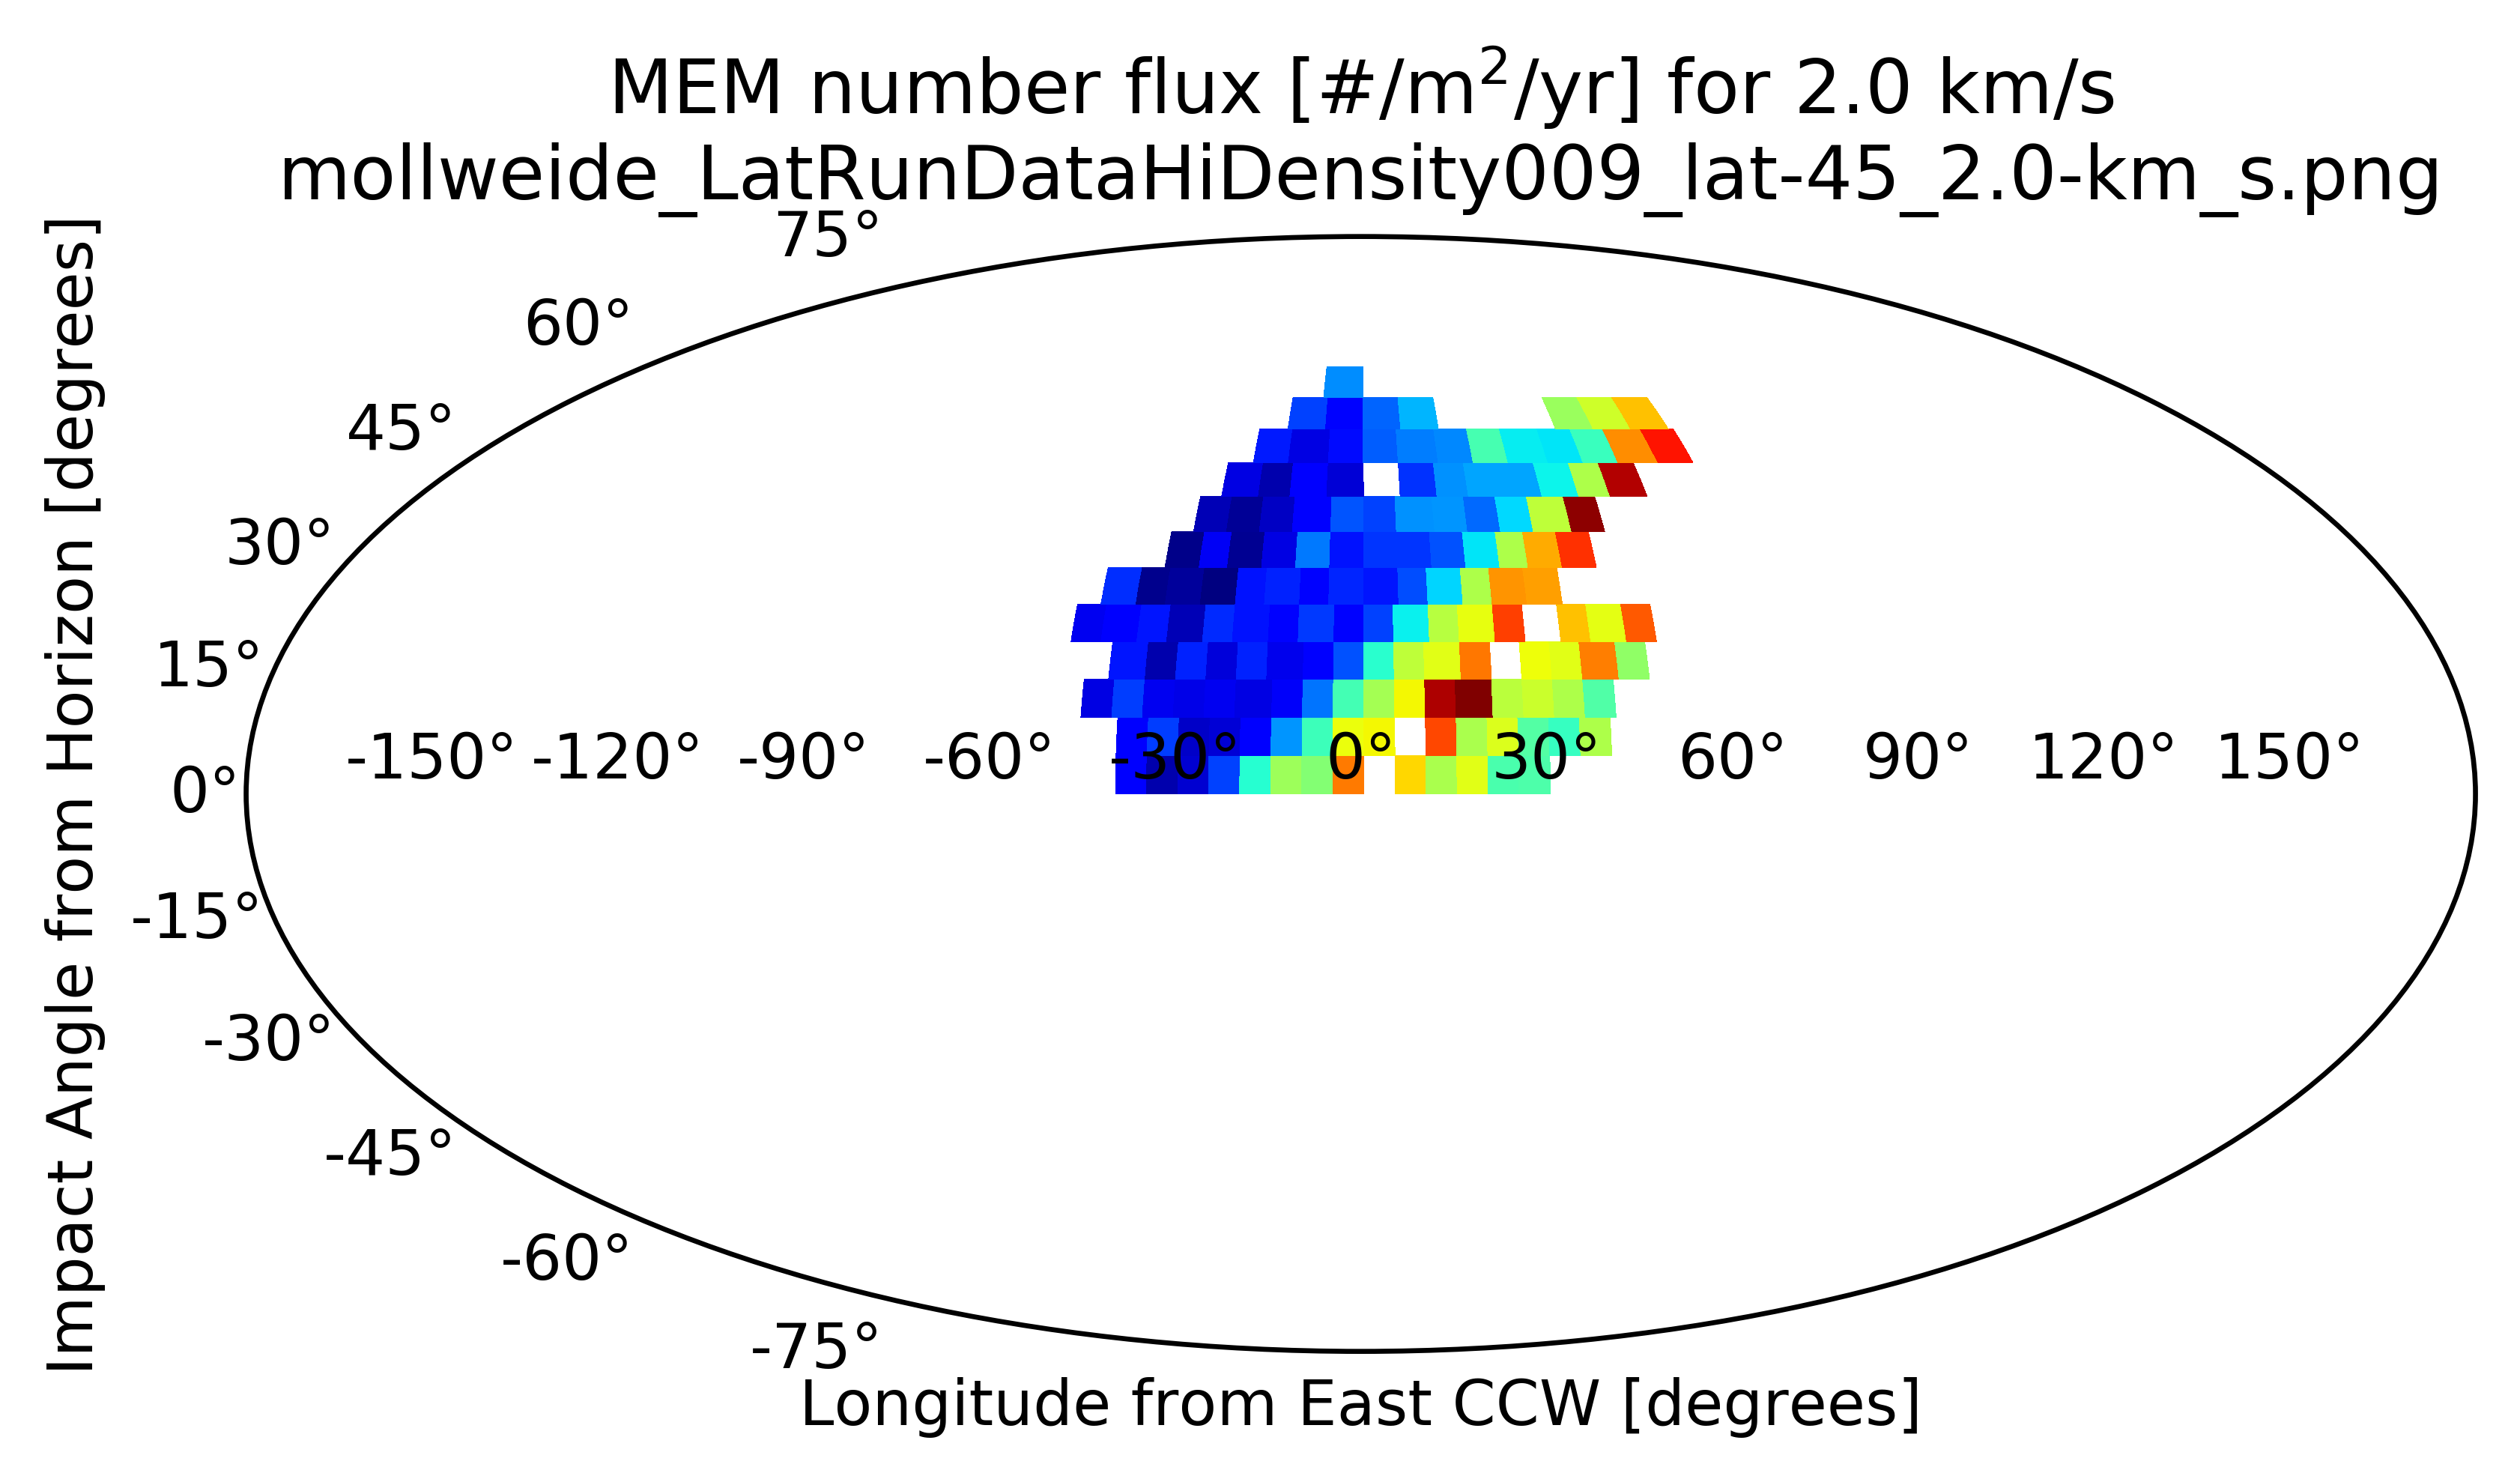 MEM number flux [#/m²/yr] for 2.0 km/s
mollweide_LatRunDataHiDensity009_lat-45_2.0-km_s.png
75°
60°
45°
30°
15°
0°
-15°
-30°
-45°
-60°
-75°
-150° -120° -90° -60° -30° 0° 30° 60° 90° 120° 150°
Impact Angle from Horizon [degrees]
Longitude from East CCW [degrees]